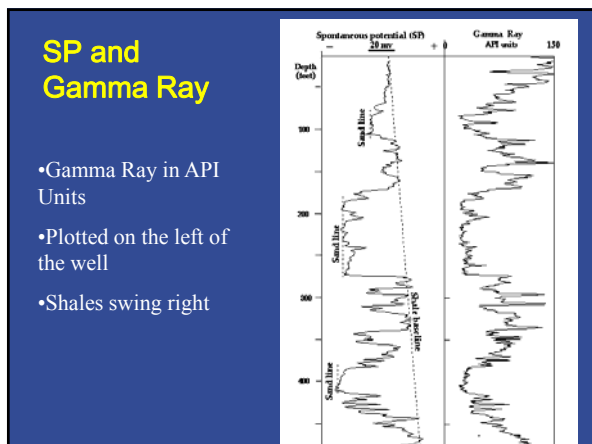 SP and
Gamma Ray
•Gamma Ray in API
Units
•Plotted on the left of
the well
•Shales swing right
Spontaneous potential (SP)
– 20 mv +
Gamma Ray
0 API units 150
Depth
(feet)
100
200
300
400
Sand line
Sand line
Shale baseline
Sand line